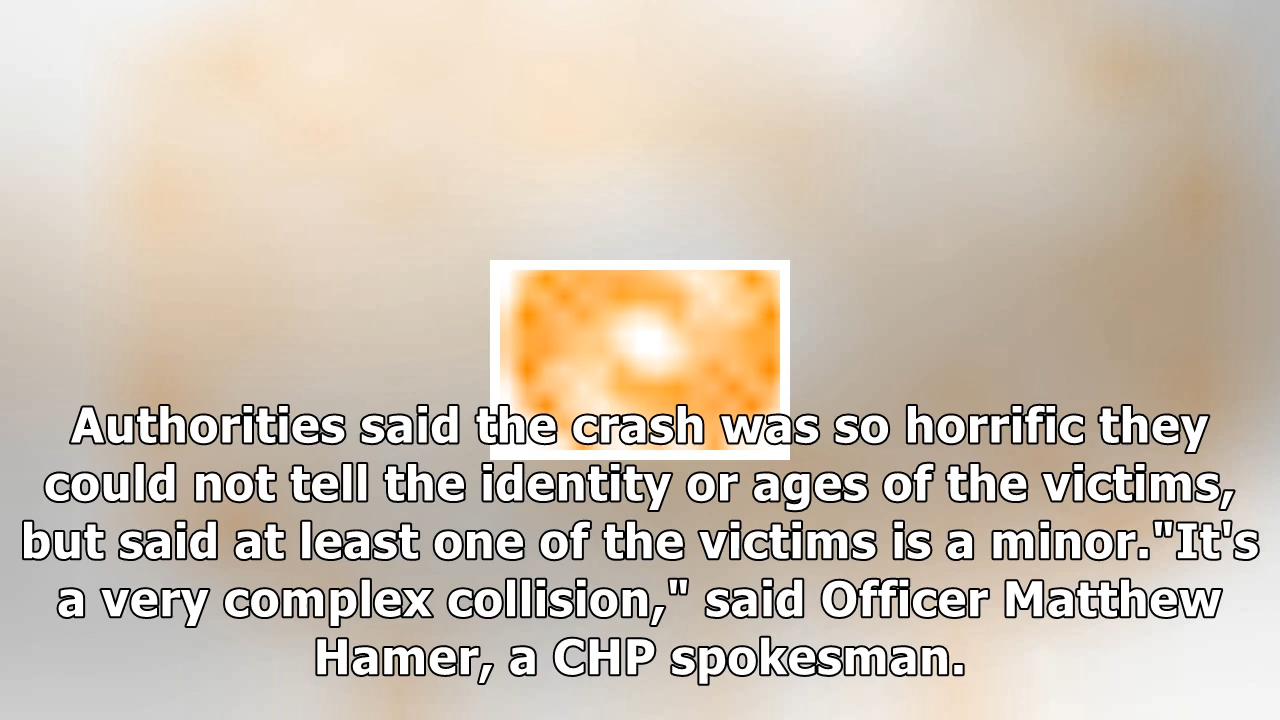 Authorities said the crash was so horrific they
could not tell the identity or ages of the victims,
but said at least one of the victims is a minor."It's
a very complex collision," said Officer Matthew
Hamer, a CHP spokesman.